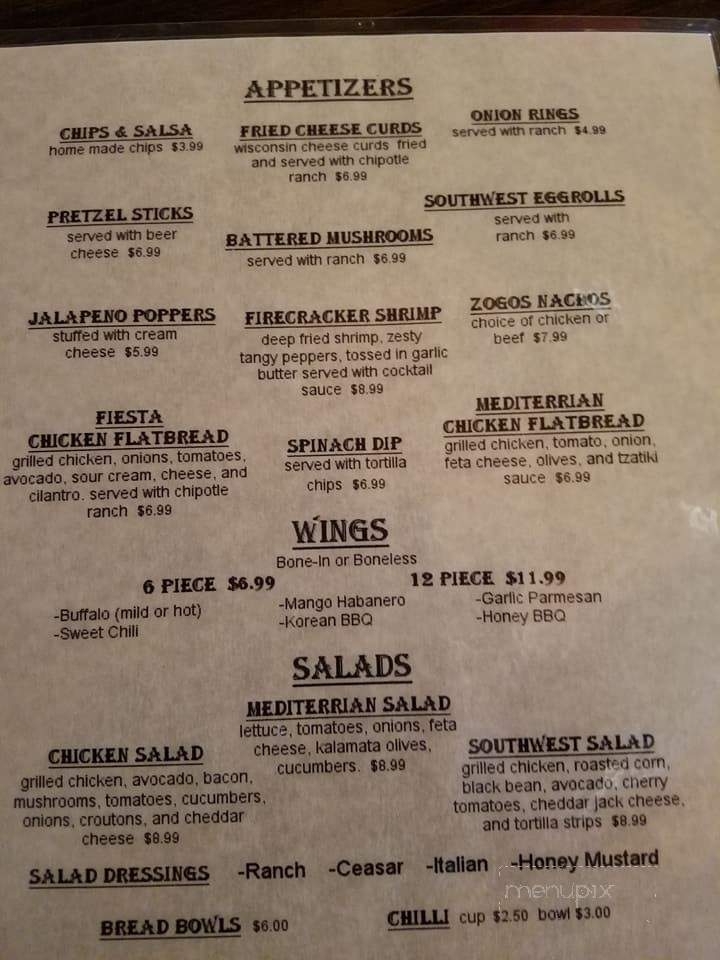 APPETIZERS
CHIPS & SALSA
home made chips $3.99
FRIED CHEESE CURDS
wisconsin cheese curds fried
and served with chipotle
ranch $6.99
ONION RINGS
served with ranch $4.99
PRETZEL STICKS
served with beer
cheese $6.99
BATTERED MUSHROOMS
served with ranch $6.99
SOUTHWEST EGGROLLS
served with
ranch $6.99
JALAPENO POPPERS
stuffed with cream
cheese $5.99
FIRECRACKER SHRIMP
deep fried shrimp, zesty
tangy peppers, tossed in garlic
butter served with cocktail
sauce $8.99
ZOGOS NACHOS
choice of chicken or
beef $7.99
FIESTA
CHICKEN FLATBREAD
grilled chicken, onions, tomatoes,
avocado, sour cream, cheese, and
cilantro. served with chipotle
ranch $6.99
SPINACH DIP
served with tortilla
chips $6.99
MEDITERRIAN
CHICKEN FLATBREAD
grilled chicken, tomato, onion,
feta cheese, olives, and tzatiki
sauce $6.99
WINGS
Bone-In or Boneless
6 PIECE $6.99 12 PIECE $11.99
-Buffalo (mild or hot)
-Sweet Chili
-Mango Habanero
-Korean BBQ
-Garlic Parmesan
-Honey BBQ
SALADS
CHICKEN SALAD
grilled chicken, avocado, bacon,
mushrooms, tomatoes, cucumbers,
onions, croutons, and cheddar
cheese $8.99
MEDITERRIAN SALAD
lettuce, tomatoes, onions, feta
cheese, kalamata olives,
cucumbers. $8.99
SOUTHWEST SALAD
grilled chicken, roasted corn,
black bean, avocado, cherry
tomatoes, cheddar jack cheese,
and tortilla strips $8.99
SALAD DRESSINGS -Ranch -Ceasar -Italian -Honey Mustard
menupix
BREAD BOWLS $6.00 CHILLI cup $2.50 bowl $3.00